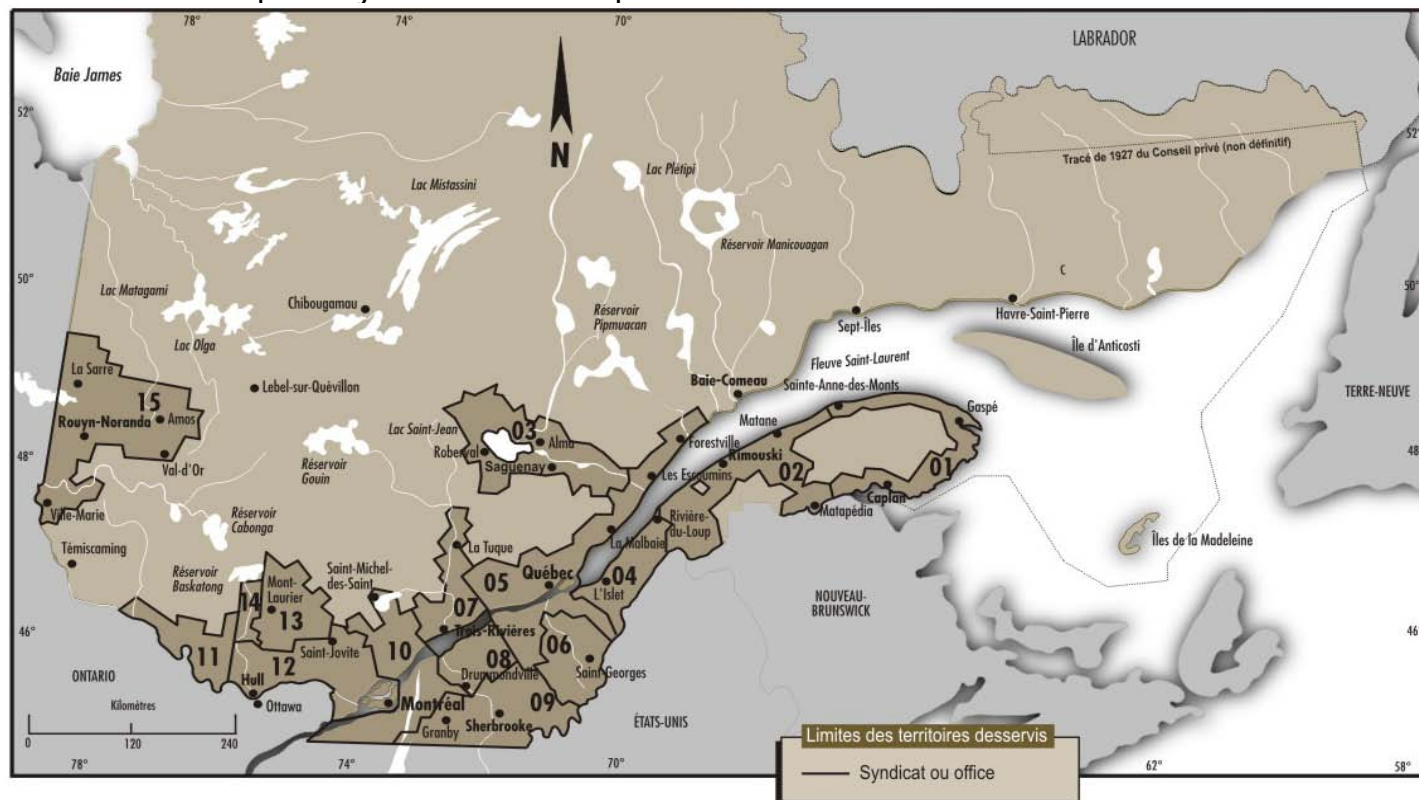 78°
74°
70°
LABRADOR
Baie James
52°
52°
N
Tracé de 1927 du Conseil privé (non définitif)
Lac Plétipi
Lac Mistassini
Réservoir Manicouagan
C
50°
50°
Lac Matagami
Chibougamau
Réservoir
Pipmuacan
Sept-Îles
Havre-Saint-Pierre
Lac Olga
Île d'Anticosti
Fleuve Saint-Laurent
La Sarre
Lebel-sur-Quévillon
Baie-Comeau
Sainte-Anne-des-Monts
TERRE-NEUVE
15
Rouyn-Noranda
Amos
Lac Saint-Jean
03
Alma
Forestville
Matane
Gaspé
48°
48°
Val-d'Or
Roberval
Saguenay
Réservoir
Gouin
Les Escoumins
Rimouski
02
01
Caplan
Matapédia
Ville-Marie
Réservoir
Cabonga
Rivière-
du-Loup
La Malbaie
Îles de la Madeleine
Témiscaming
La Tuque
Réservoir
Baskatong
Saint-Michel-
des-Saint
05
Québec
04
L'Islet
14
Mont-
Laurier
13
07
NOUVEAU-
BRUNSWICK
46°
46°
Trois-Rivières
11
12
Saint-Jovite
10
08
06
Saint-Georges
ONTARIO
Hull
Ottawa
Drummondville
09
Montréal
Granby
Sherbrooke
ÉTATS-UNIS
Kilomètres
0
120
240
Limites des territoires desservis
Syndicat ou office
78°
74°
70°
62°
58°